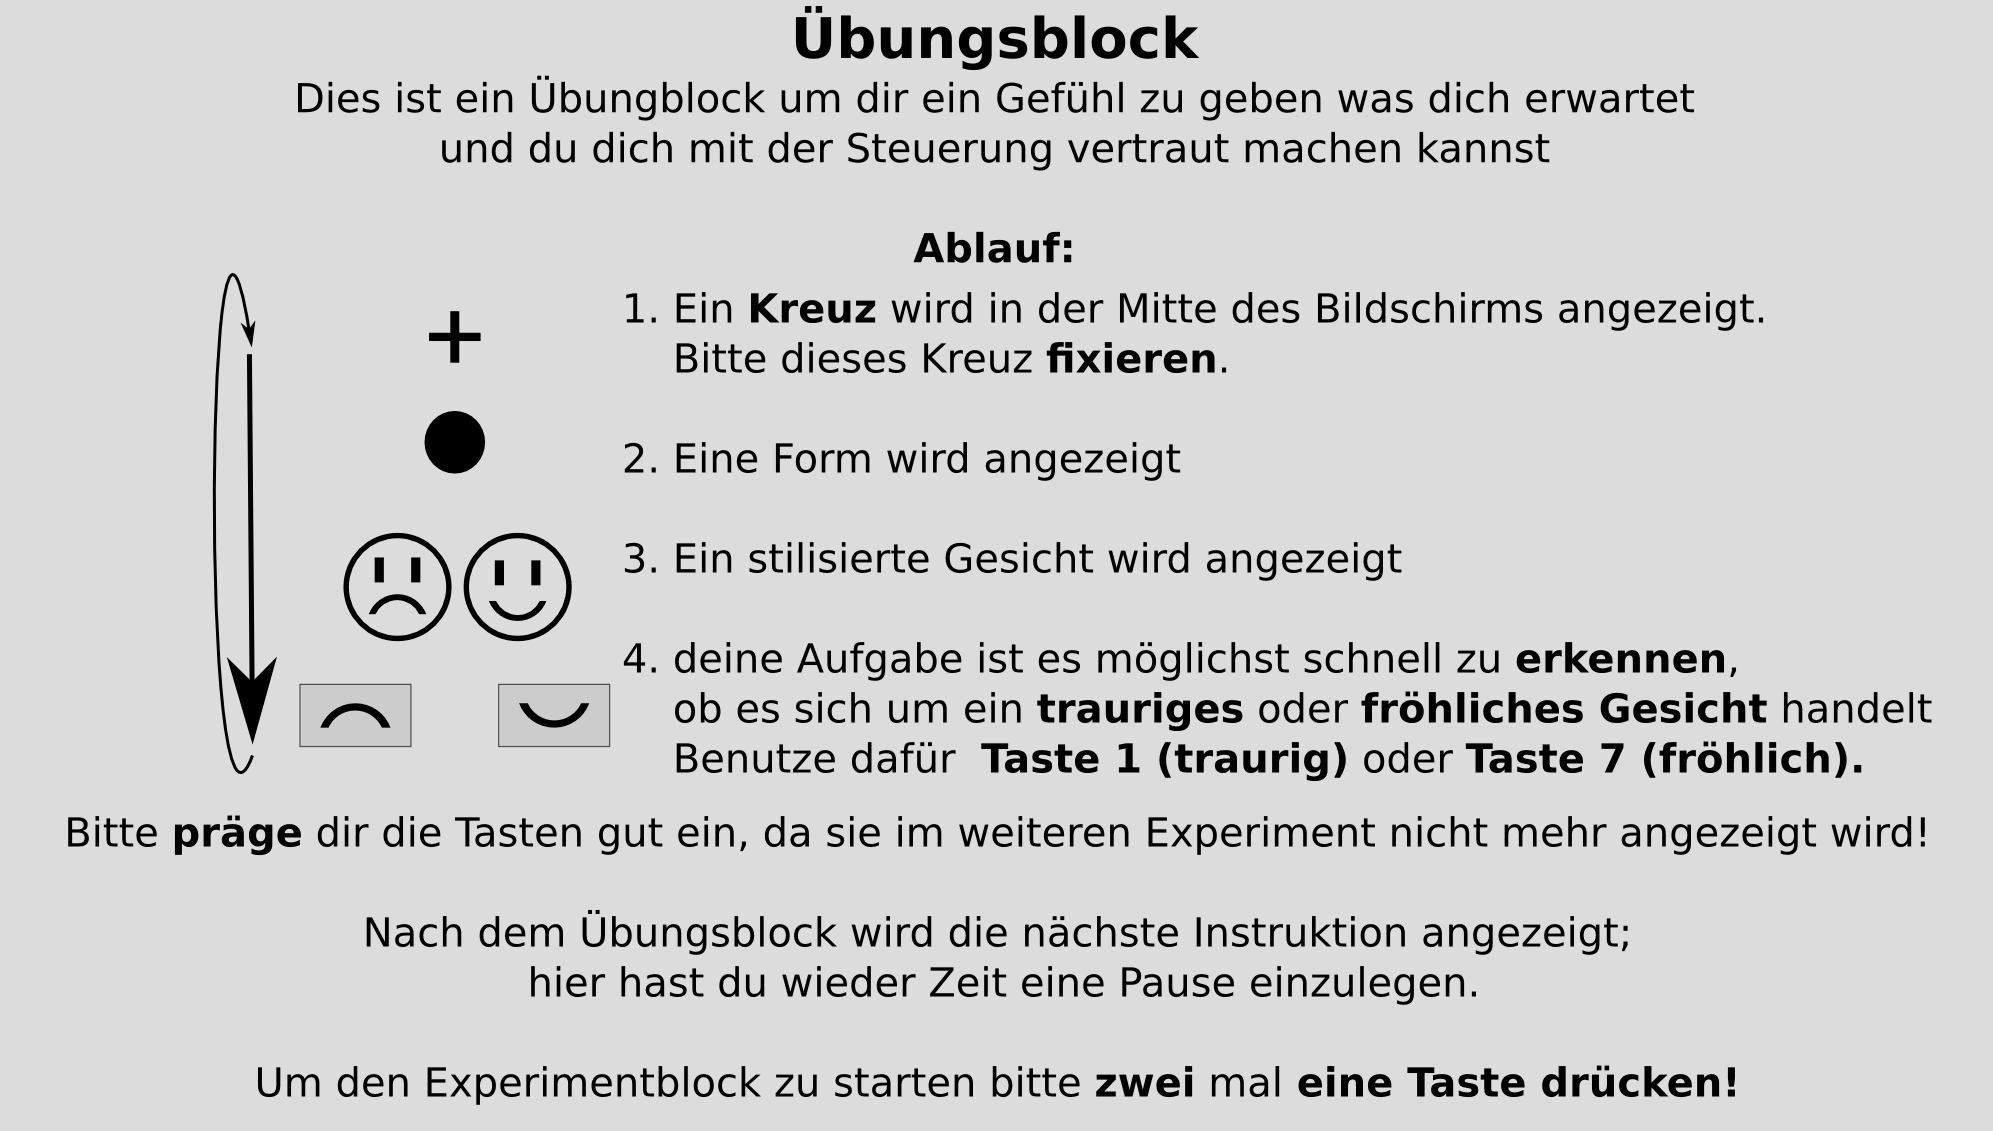 Übungsblock
Dies ist ein Übungblock um dir ein Gefühl zu geben was dich erwartet
und du dich mit der Steuerung vertraut machen kannst
Ablauf:
1. Ein Kreuz wird in der Mitte des Bildschirms angezeigt.
Bitte dieses Kreuz fixieren.
2. Eine Form wird angezeigt
3. Ein stilisierte Gesicht wird angezeigt
4. deine Aufgabe ist es möglichst schnell zu erkennen,
ob es sich um ein trauriges oder fröhliches Gesicht handelt
Benutze dafür Taste 1 (traurig) oder Taste 7 (fröhlich).
Bitte präge dir die Tasten gut ein, da sie im weiteren Experiment nicht mehr angezeigt wird!
Nach dem Übungsblock wird die nächste Instruktion angezeigt;
hier hast du wieder Zeit eine Pause einzulegen.
Um den Experimentblock zu starten bitte zwei mal eine Taste drücken!